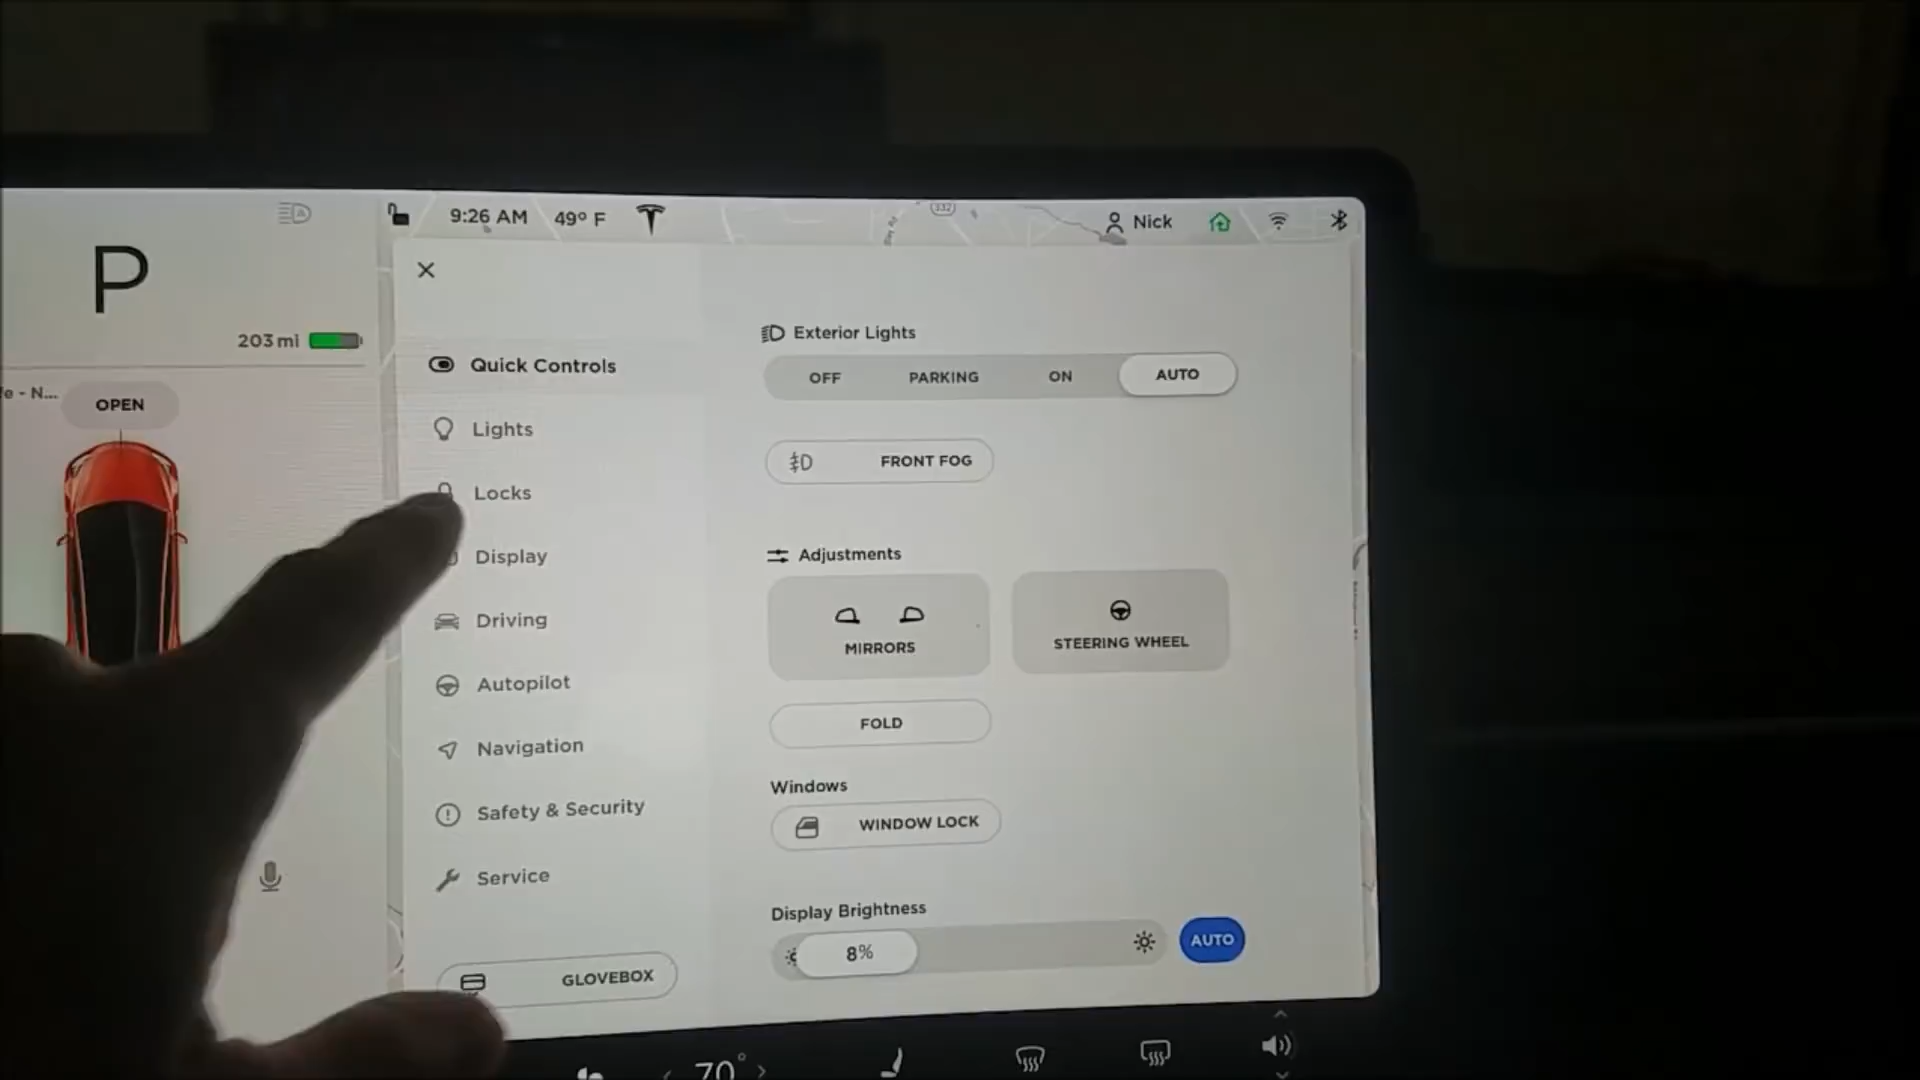 9:26 AM 49° F
332
Nick
P
203 mi
OPEN
Quick Controls
Lights
Locks
Display
Driving
Autopilot
Navigation
Safety & Security
Service
GLOVEBOX
Exterior Lights
OFF PARKING ON AUTO
FRONT FOG
Adjustments
MIRRORS
STEERING WHEEL
FOLD
Windows
WINDOW LOCK
Display Brightness
8% AUTO
70°